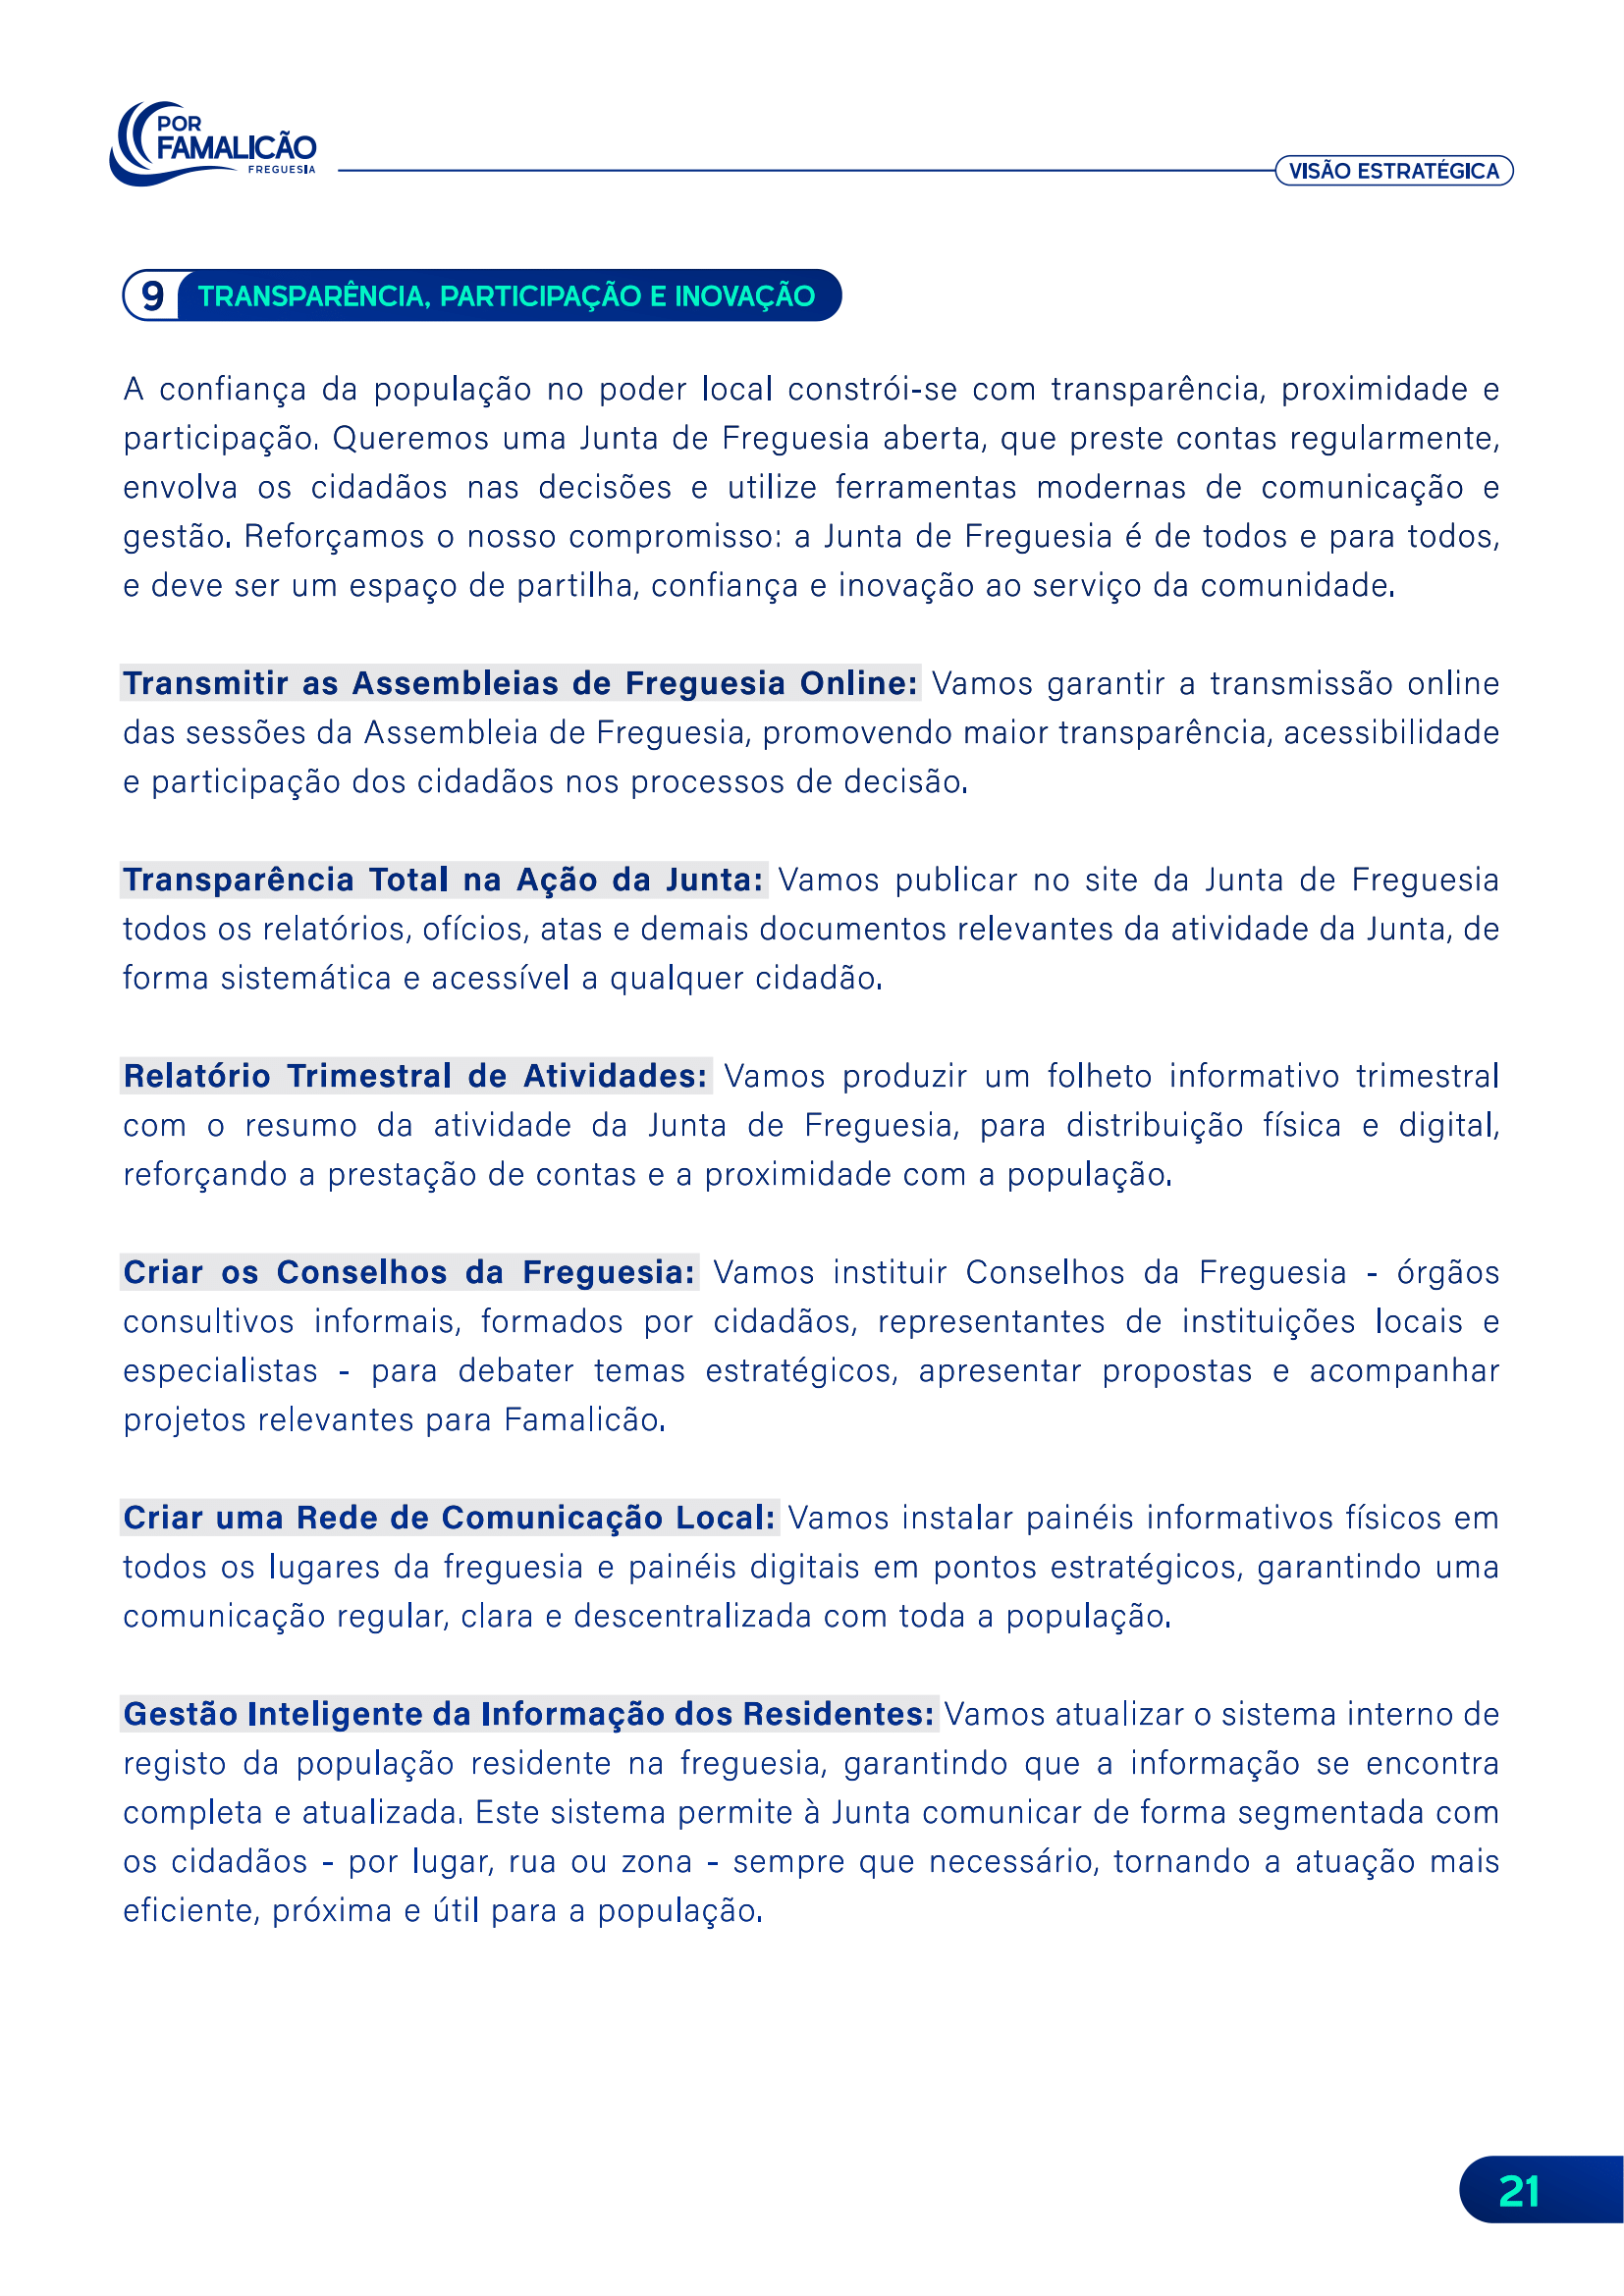 POR
FAMALICÃO
FREGUESIA
VISÃO ESTRATÉGICA
9 TRANSPARÊNCIA, PARTICIPAÇÃO E INOVAÇÃO
A confiança da população no poder local constrói-se com transparência, proximidade e
participação. Queremos uma Junta de Freguesia aberta, que preste contas regularmente,
envolva os cidadãos nas decisões e utilize ferramentas modernas de comunicação e
gestão. Reforçamos o nosso compromisso: a Junta de Freguesia é de todos e para todos,
e deve ser um espaço de partilha, confiança e inovação ao serviço da comunidade.
Transmitir as Assembleias de Freguesia Online: Vamos garantir a transmissão online
das sessões da Assembleia de Freguesia, promovendo maior transparência, acessibilidade
e participação dos cidadãos nos processos de decisão.
Transparência Total na Ação da Junta: Vamos publicar no site da Junta de Freguesia
todos os relatórios, ofícios, atas e demais documentos relevantes da atividade da Junta, de
forma sistemática e acessível a qualquer cidadão.
Relatório Trimestral de Atividades: Vamos produzir um folheto informativo trimestral
com o resumo da atividade da Junta de Freguesia, para distribuição física e digital,
reforçando a prestação de contas e a proximidade com a população.
Criar os Conselhos da Freguesia: Vamos instituir Conselhos da Freguesia - órgãos
consultivos informais, formados por cidadãos, representantes de instituições locais e
especialistas - para debater temas estratégicos, apresentar propostas e acompanhar
projetos relevantes para Famalicão.
Criar uma Rede de Comunicação Local: Vamos instalar painéis informativos físicos em
todos os lugares da freguesia e painéis digitais em pontos estratégicos, garantindo uma
comunicação regular, clara e descentralizada com toda a população.
Gestão Inteligente da Informação dos Residentes: Vamos atualizar o sistema interno de
registo da população residente na freguesia, garantindo que a informação se encontra
completa e atualizada. Este sistema permite à Junta comunicar de forma segmentada com
os cidadãos - por lugar, rua ou zona - sempre que necessário, tornando a atuação mais
eficiente, próxima e útil para a população.
21